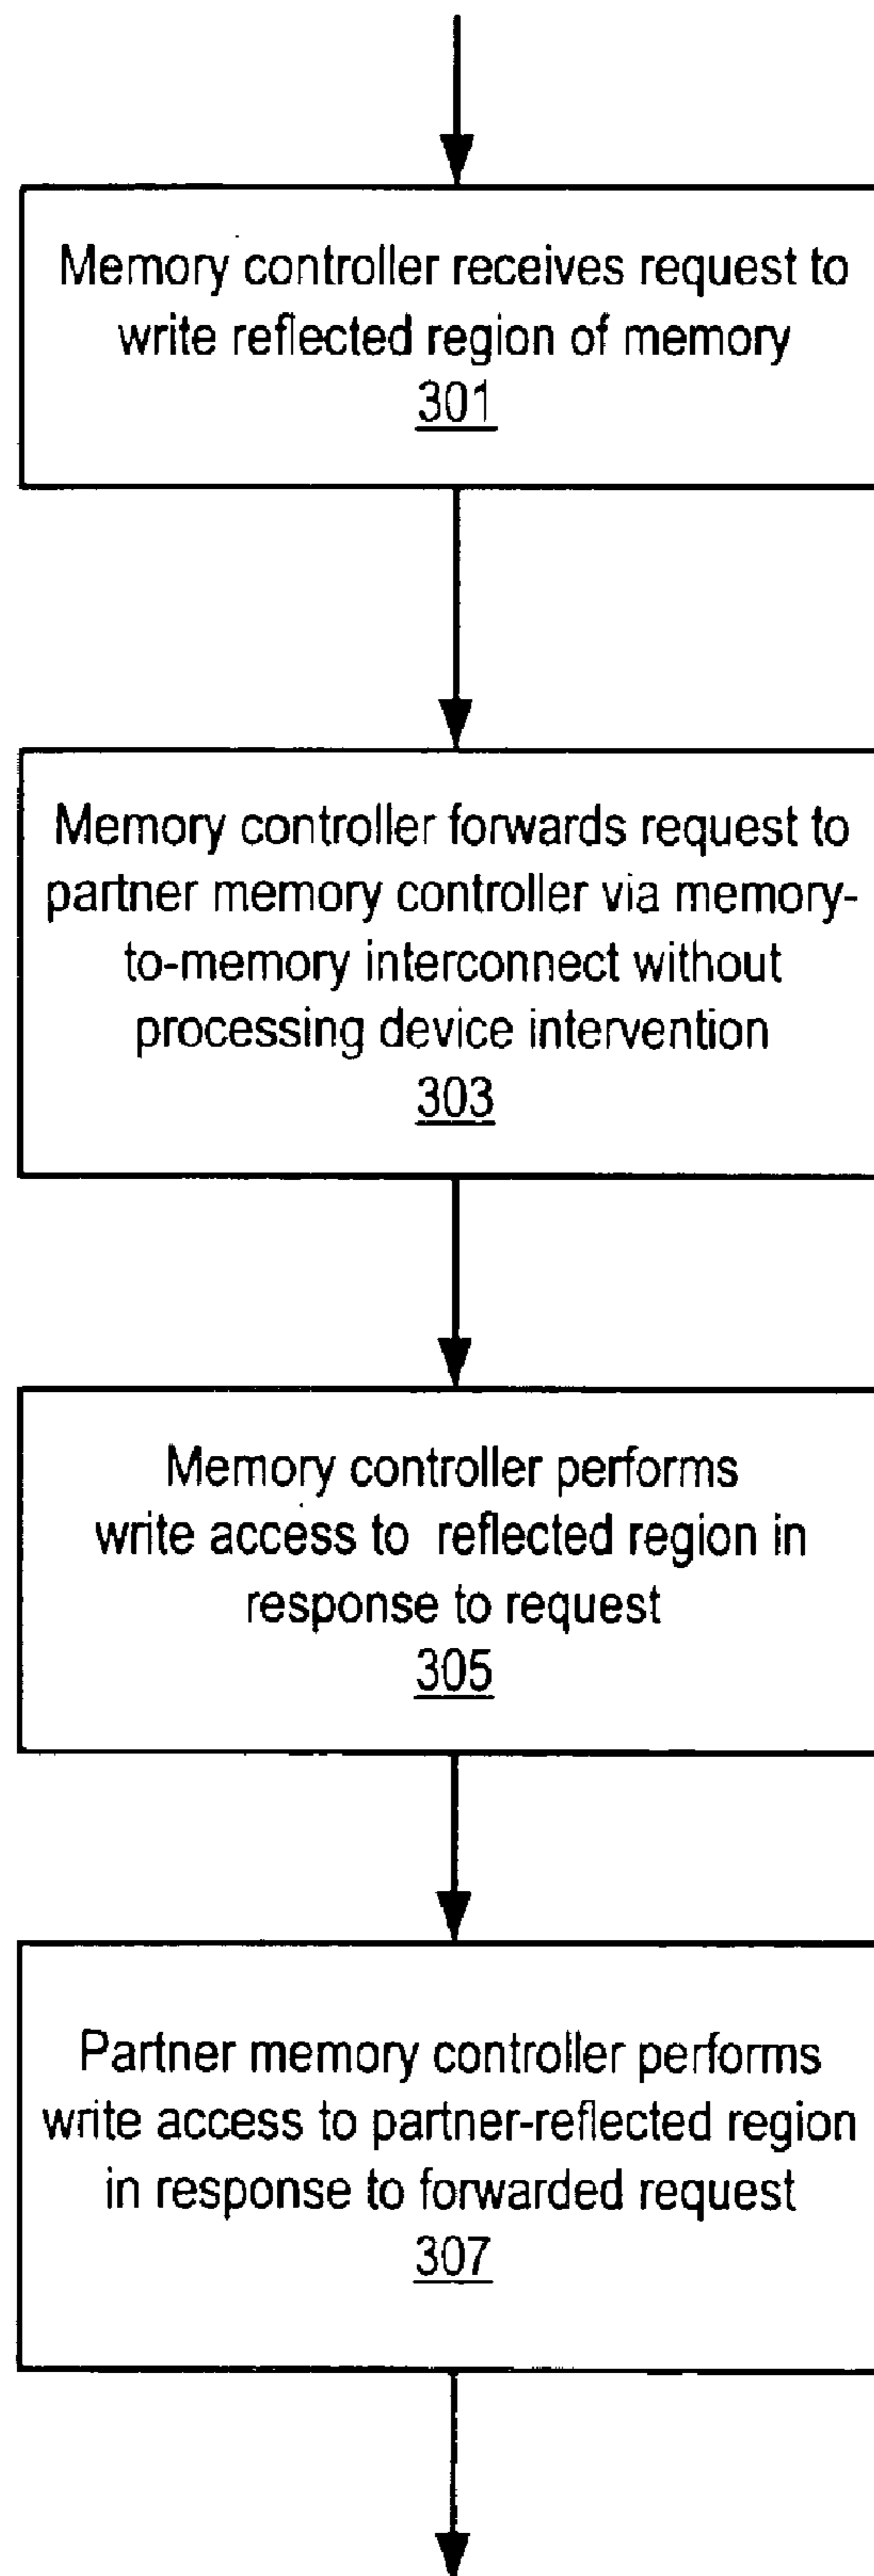 Memory controller receives request to
write reflected region of memory
301
Memory controller forwards request to
partner memory controller via memory-
to-memory interconnect without
processing device intervention
303
Memory controller performs
write access to reflected region in
response to request
305
Partner memory controller performs
write access to partner-reflected region
in response to forwarded request
307